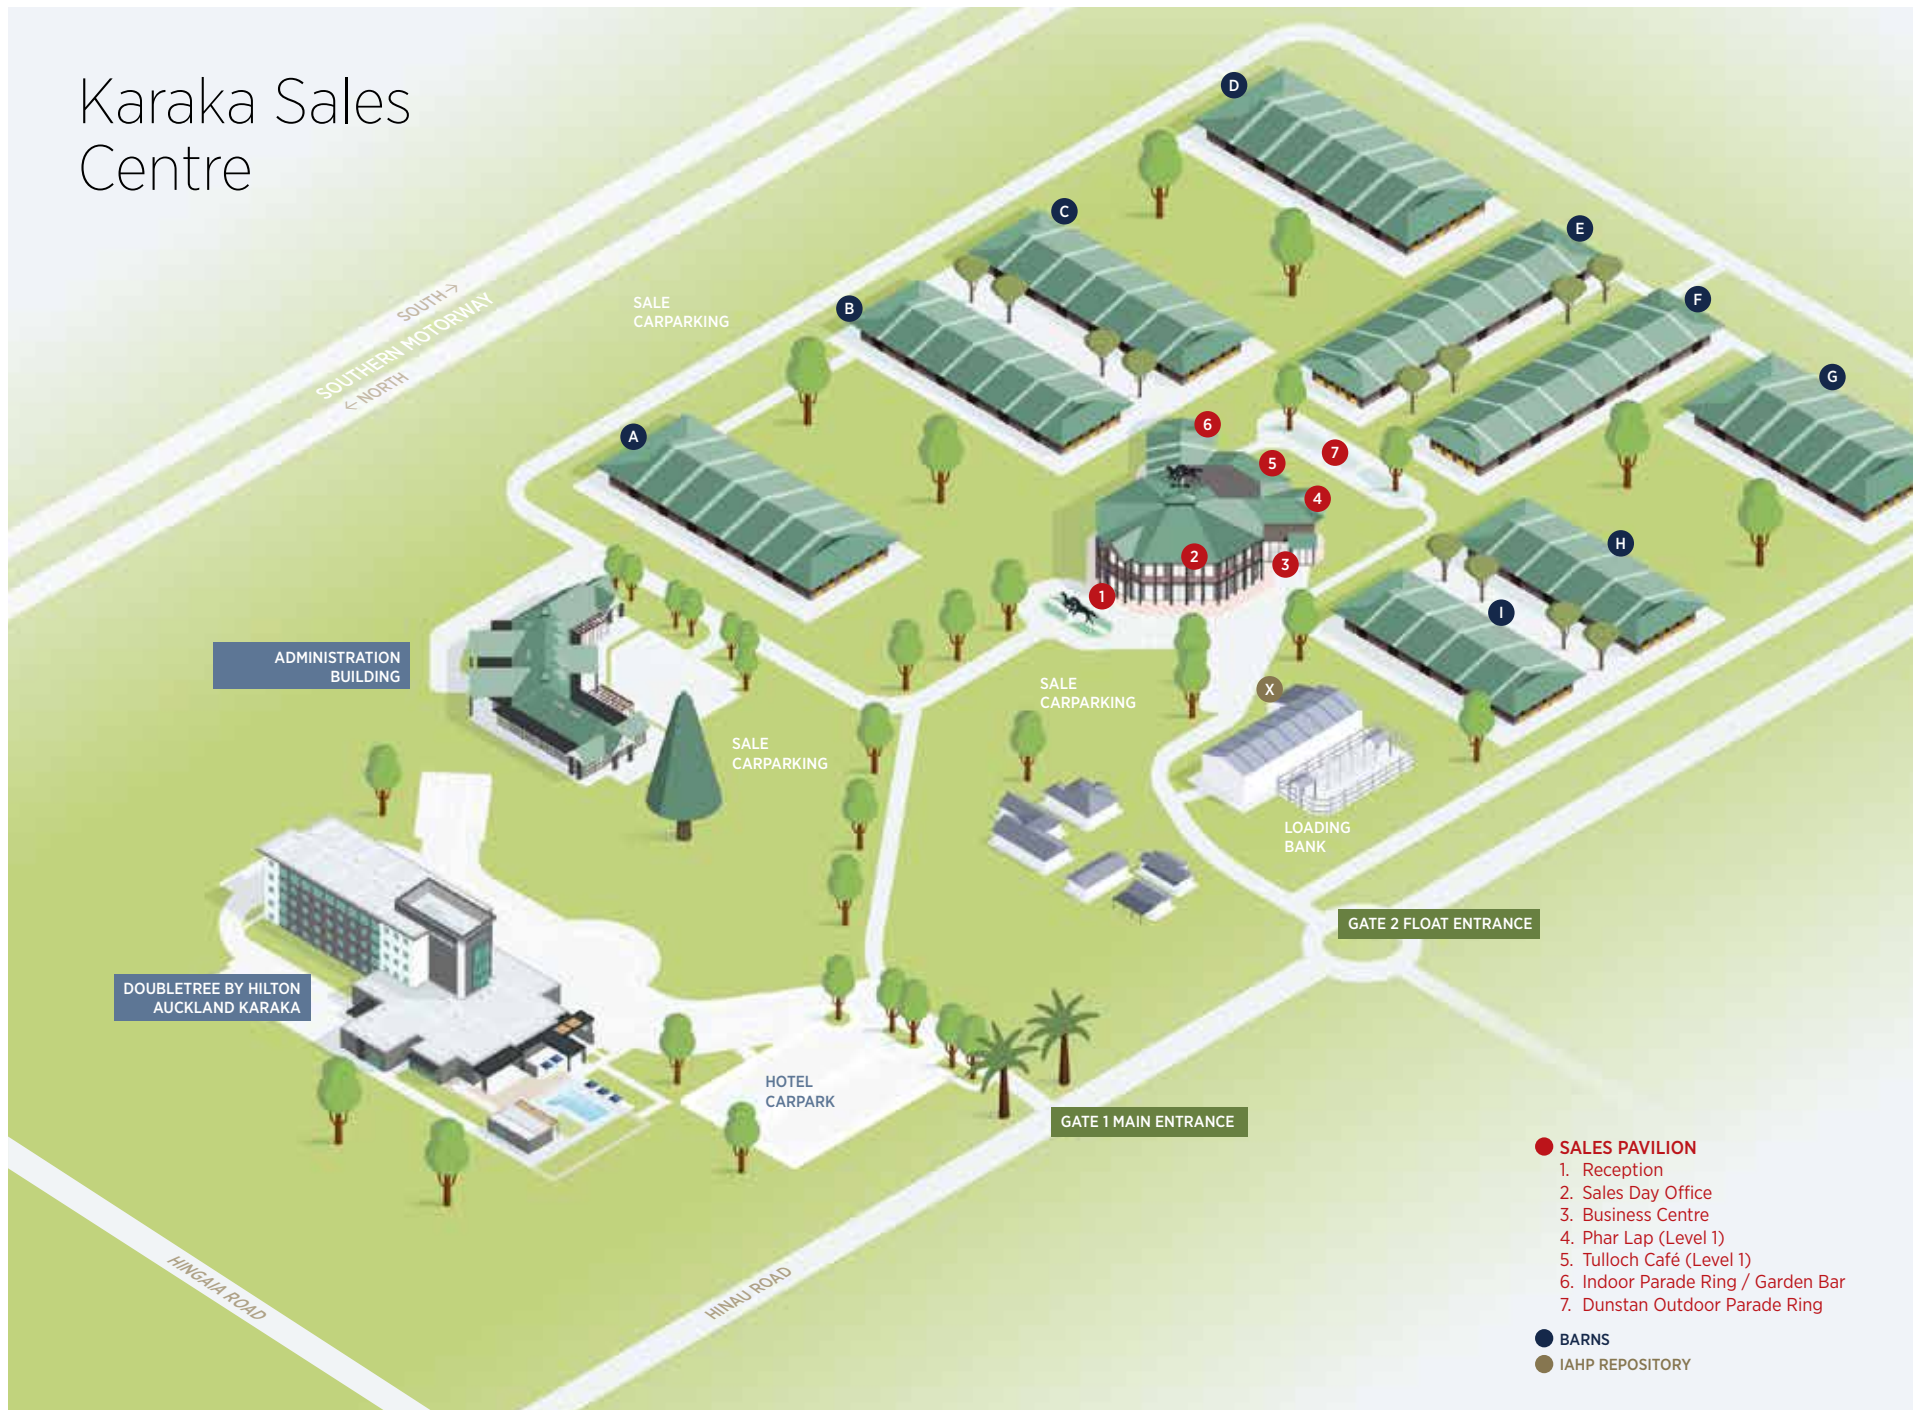 Karaka Sales
Centre
D
C
E
B
F
SOUTH →
SALE
CARPARKING
SOUTHERN MOTORWAY
← NORTH
G
A
6
7
5
4
H
2
3
1
I
ADMINISTRATION
BUILDING
X
SALE
CARPARKING
SALE
CARPARKING
LOADING
BANK
GATE 2 FLOAT ENTRANCE
DOUBLETREE BY HILTON
AUCKLAND KARAKA
HOTEL
CARPARK
GATE 1 MAIN ENTRANCE
HINGAIA ROAD
HINAU ROAD
SALES PAVILION
1. Reception
2. Sales Day Office
3. Business Centre
4. Phar Lap (Level 1)
5. Tulloch Café (Level 1)
6. Indoor Parade Ring / Garden Bar
7. Dunstan Outdoor Parade Ring
BARNS
IAHP REPOSITORY